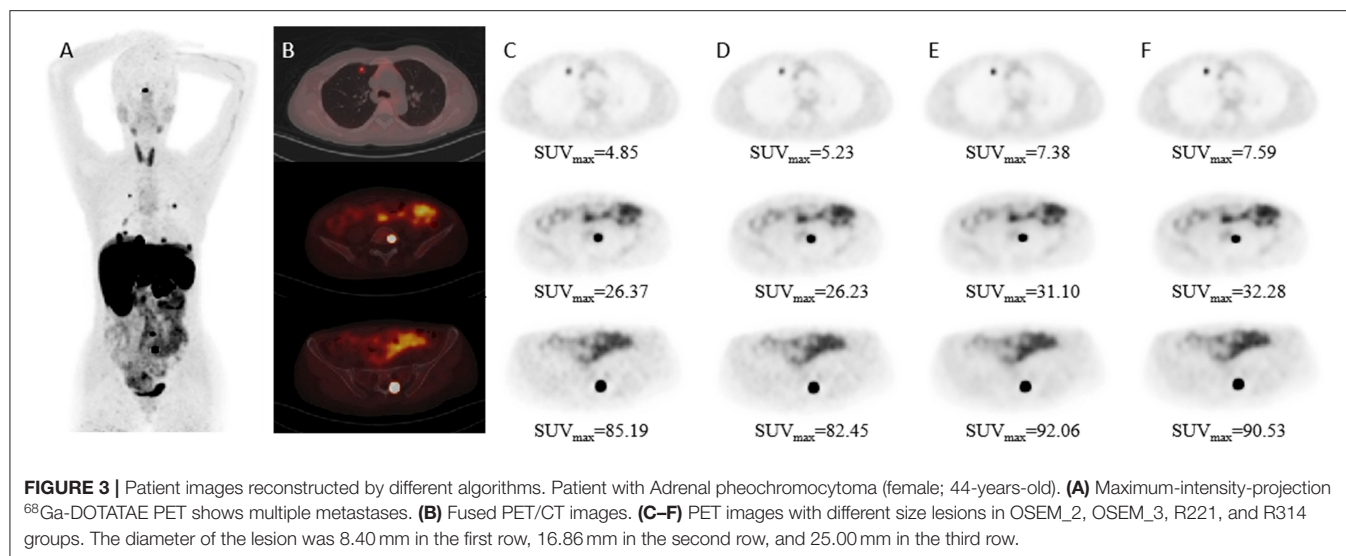 A B C D E F
SUVmax=4.85 SUVmax=5.23 SUVmax=7.38 SUVmax=7.59
SUVmax=26.37 SUVmax=26.23 SUVmax=31.10 SUVmax=32.28
SUVmax=85.19 SUVmax=82.45 SUVmax=92.06 SUVmax=90.53
FIGURE 3 | Patient images reconstructed by different algorithms. Patient with Adrenal pheochromocytoma (female; 44-years-old). (A) Maximum-intensity-projection
⁶⁸Ga-DOTATAE PET shows multiple metastases. (B) Fused PET/CT images. (C–F) PET images with different size lesions in OSEM_2, OSEM_3, R221, and R314
groups. The diameter of the lesion was 8.40 mm in the first row, 16.86 mm in the second row, and 25.00 mm in the third row.